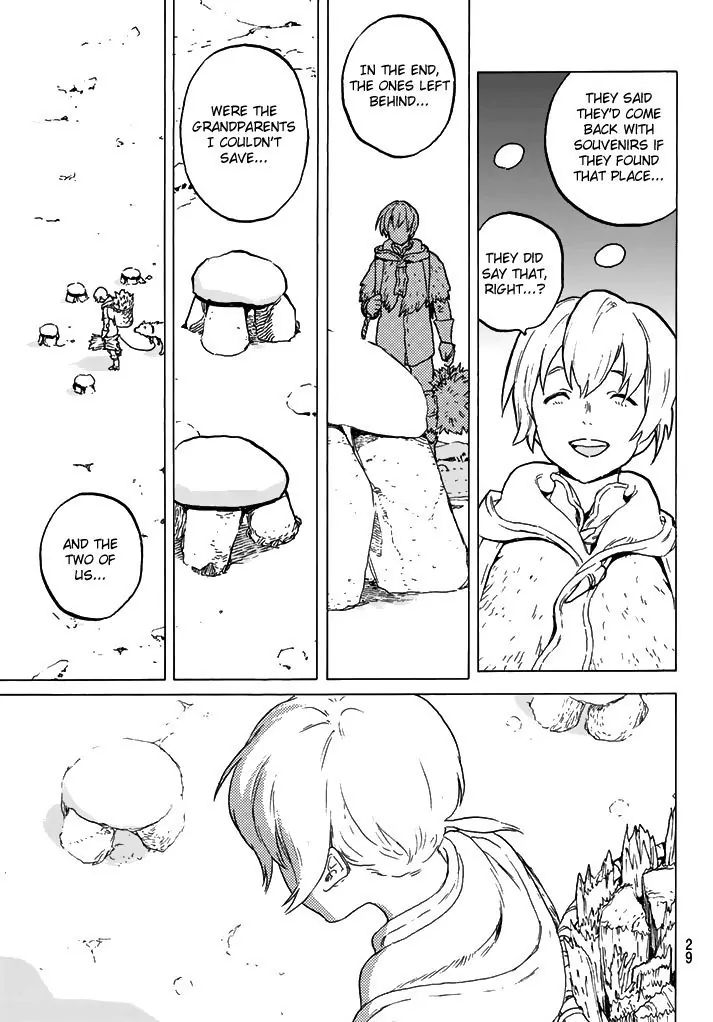 THEY SAID
THEY'D COME
BACK WITH
SOUVENIRS IF
THEY FOUND
THAT PLACE...
THEY DID
SAY THAT,
RIGHT...?
IN THE END,
THE ONES LEFT
BEHIND...
WERE THE
GRANDPARENTS
I COULDN'T
SAVE...
AND THE
TWO OF
US...
29